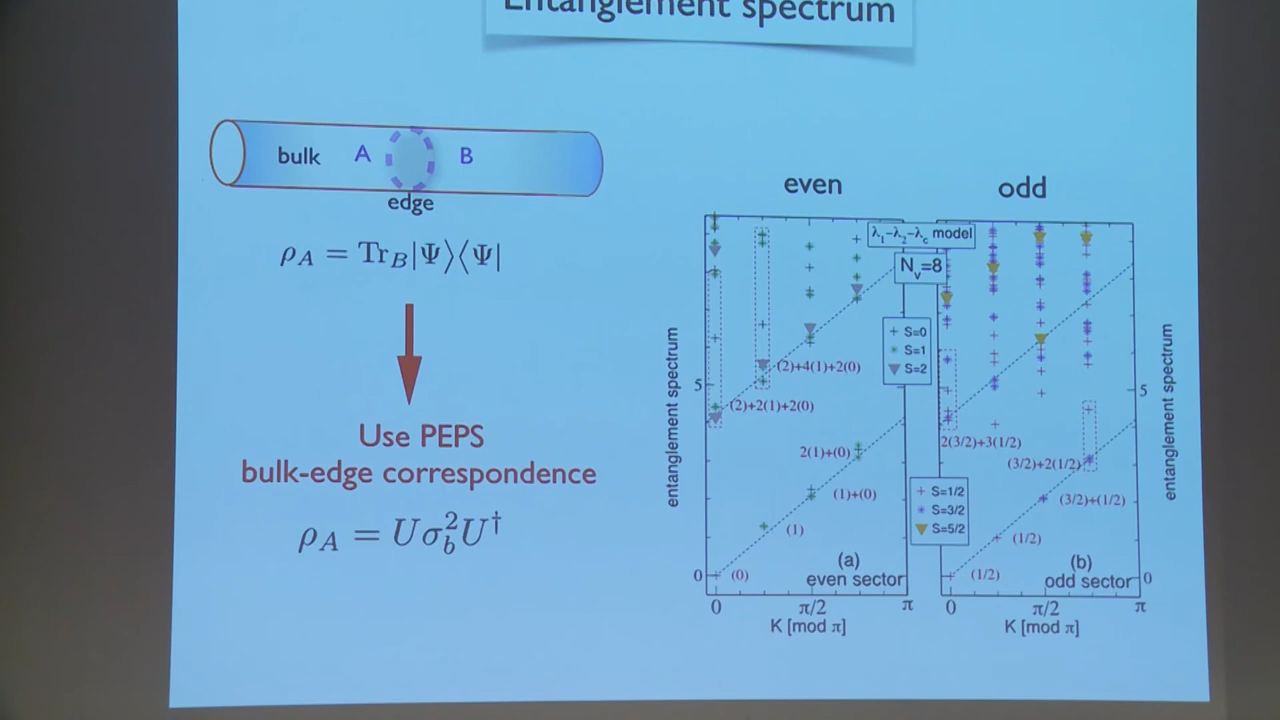 Entanglement spectrum
bulk A B
edge
ρ_A = Tr_B|Ψ⟩⟨Ψ|
Use PEPS
bulk-edge correspondence
ρ_A = Uσ_b^2U^†
even
odd
λ₁-λ₂-λ_c model
N_v=8
S=0
S=1
S=2
(2)+4(1)+2(0)
(2)+2(1)+2(0)
2(1)+(0)
(1)+(0)
(1)
(0)
(a)
even sector
entanglement spectrum
5
0
0 π/2 π
K [mod π]
2(3/2)+3(1/2)
(3/2)+2(1/2)
S=1/2
S=3/2
S=5/2
(3/2)+(1/2)
(1/2)
(1/2)
(b)
odd sector
5
0
entanglement spectrum
0 π/2 π
K [mod π]